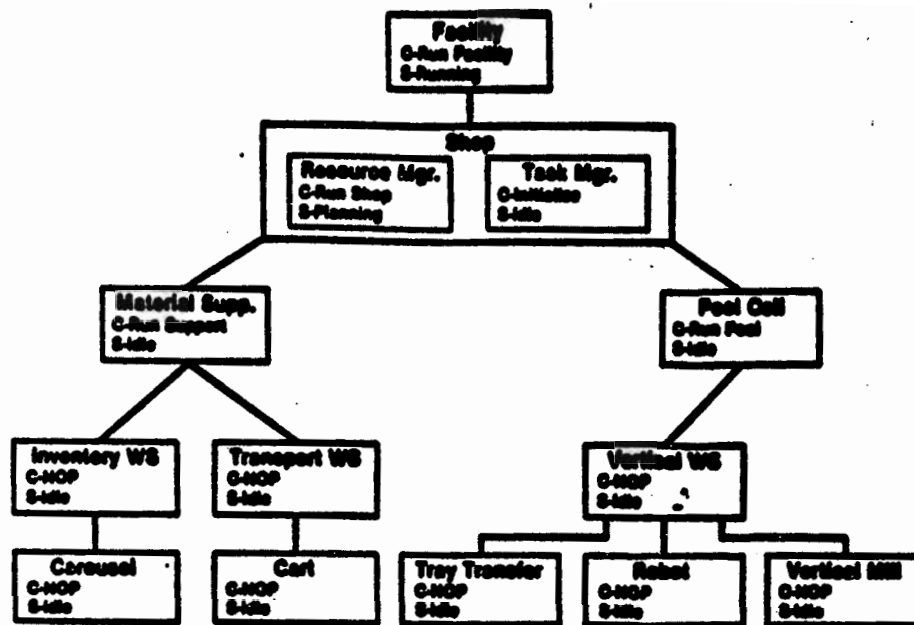 Facility
C-Run Facility
S-Running
Shop
Resource Mgr.
C-Run Shop
S-Planning
Task Mgr.
C-Initialize
S-Idle
Material Supp.
C-Run Support
S-Idle
Pool Cell
C-Run Pool
S-Idle
Inventory WS
C-NOP
S-Idle
Transport WS
C-NOP
S-Idle
Vertical WS
C-NOP
S-Idle
Carousel
C-NOP
S-Idle
Cart
C-NOP
S-Idle
Tray Transfer
C-NOP
S-Idle
Robot
C-NOP
S-Idle
Vertical Mill
C-NOP
S-Idle